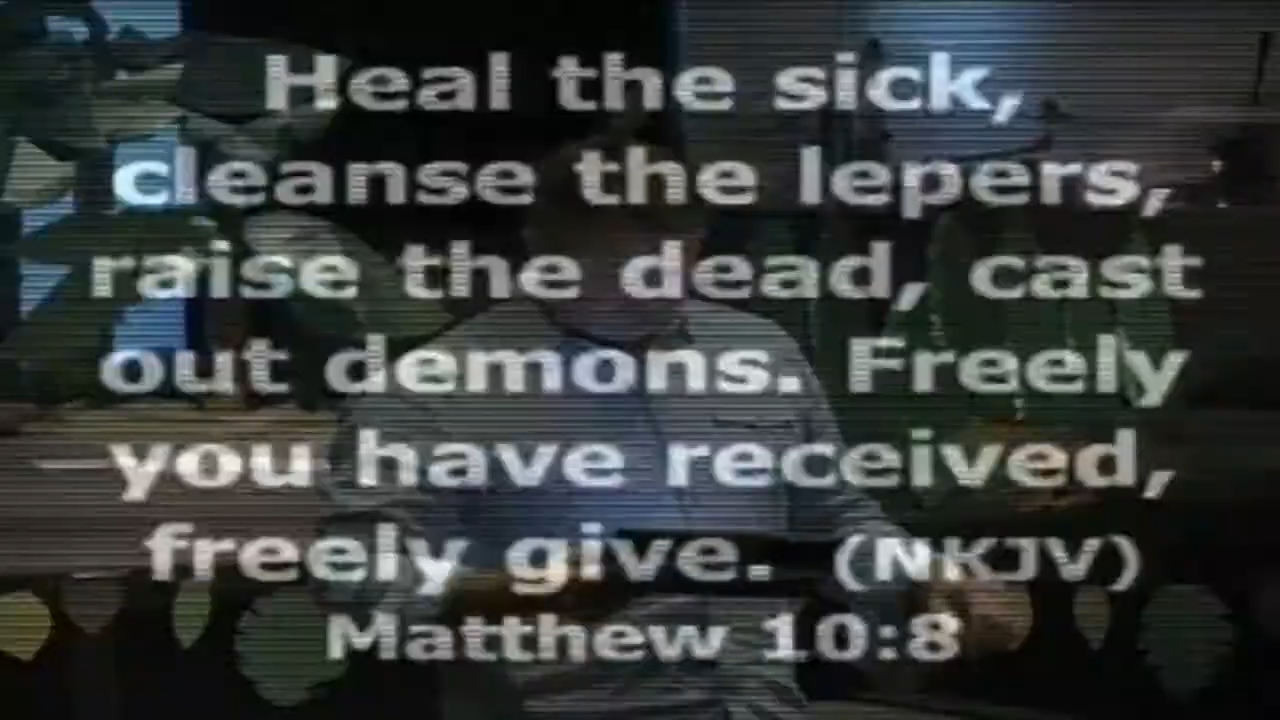 Heal the sick,
cleanse the lepers,
raise the dead, cast
out demons. Freely
you have received,
freely give. (NKJV)
Matthew 10:8